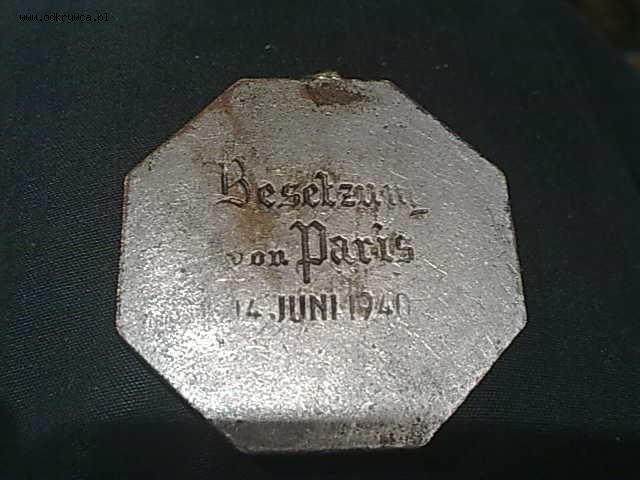 www.odkrywca.pl
Besetzung
von Paris
14. JUNI 1940